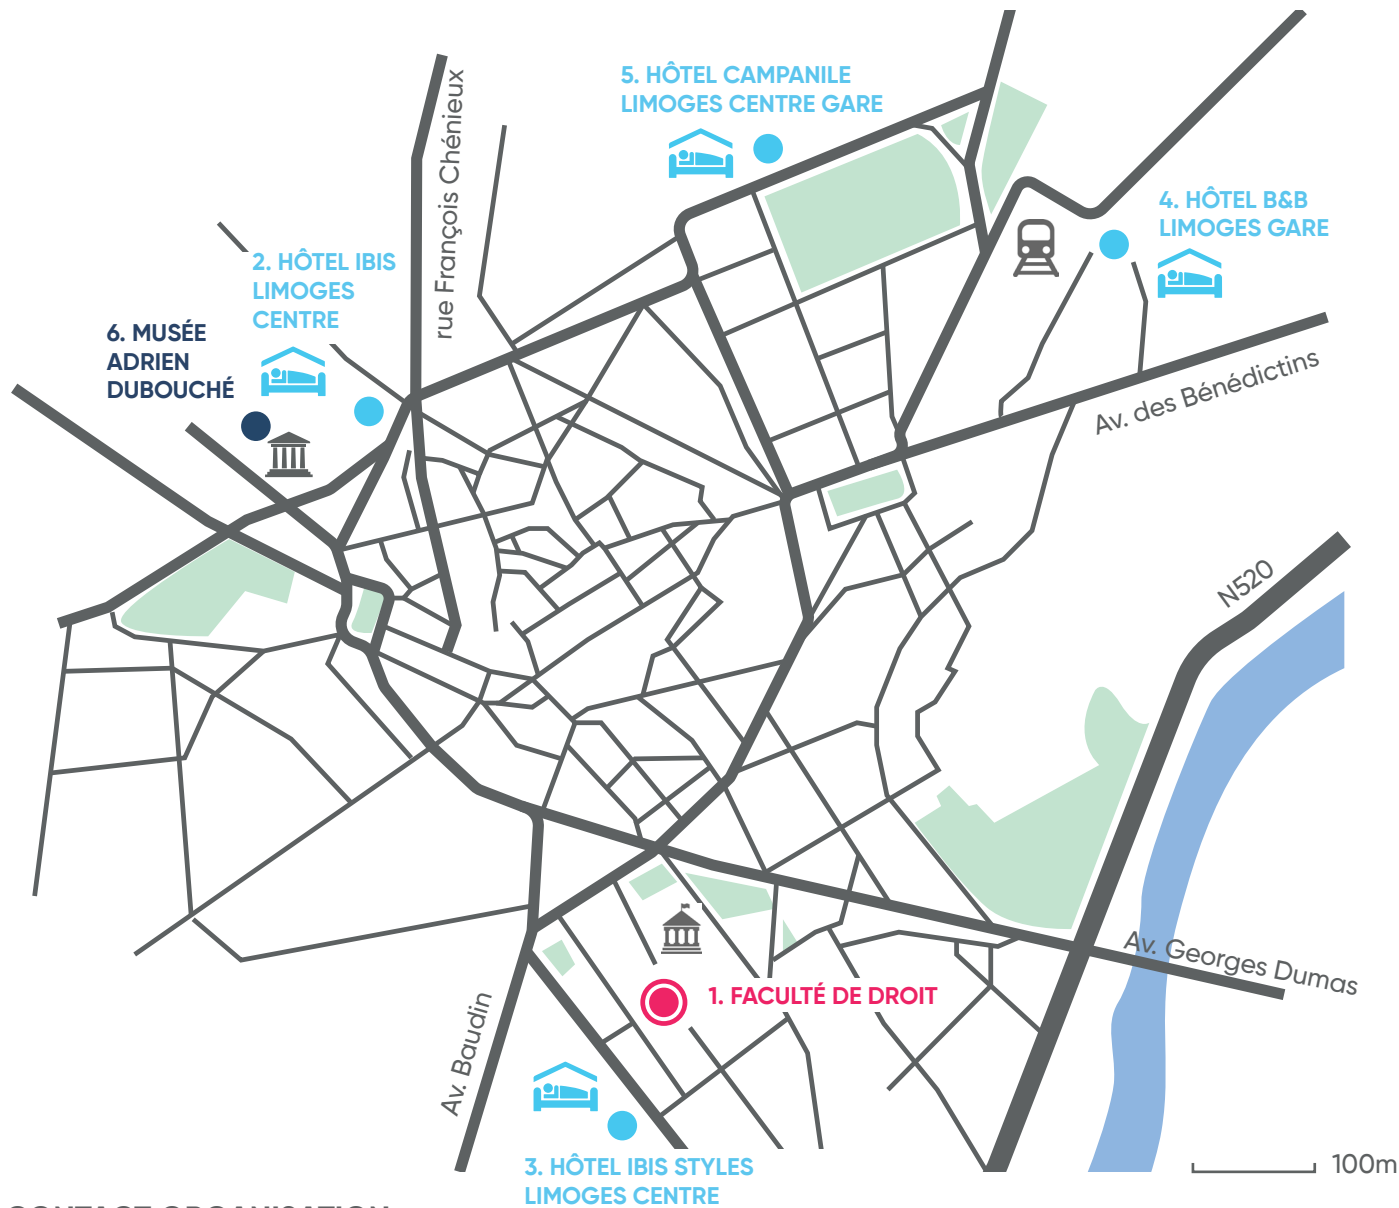 5. HÔTEL CAMPANILE
LIMOGES CENTRE GARE
rue François Chénieux
4. HÔTEL B&B
LIMOGES GARE
2. HÔTEL IBIS
LIMOGES
CENTRE
6. MUSÉE
ADRIEN
DUBOUCHÉ
Av. des Bénédictins
N520
Av. Georges Dumas
1. FACULTÉ DE DROIT
Av. Baudin
3. HÔTEL IBIS STYLES
LIMOGES CENTRE
100m
CONTACT ORGANISATION